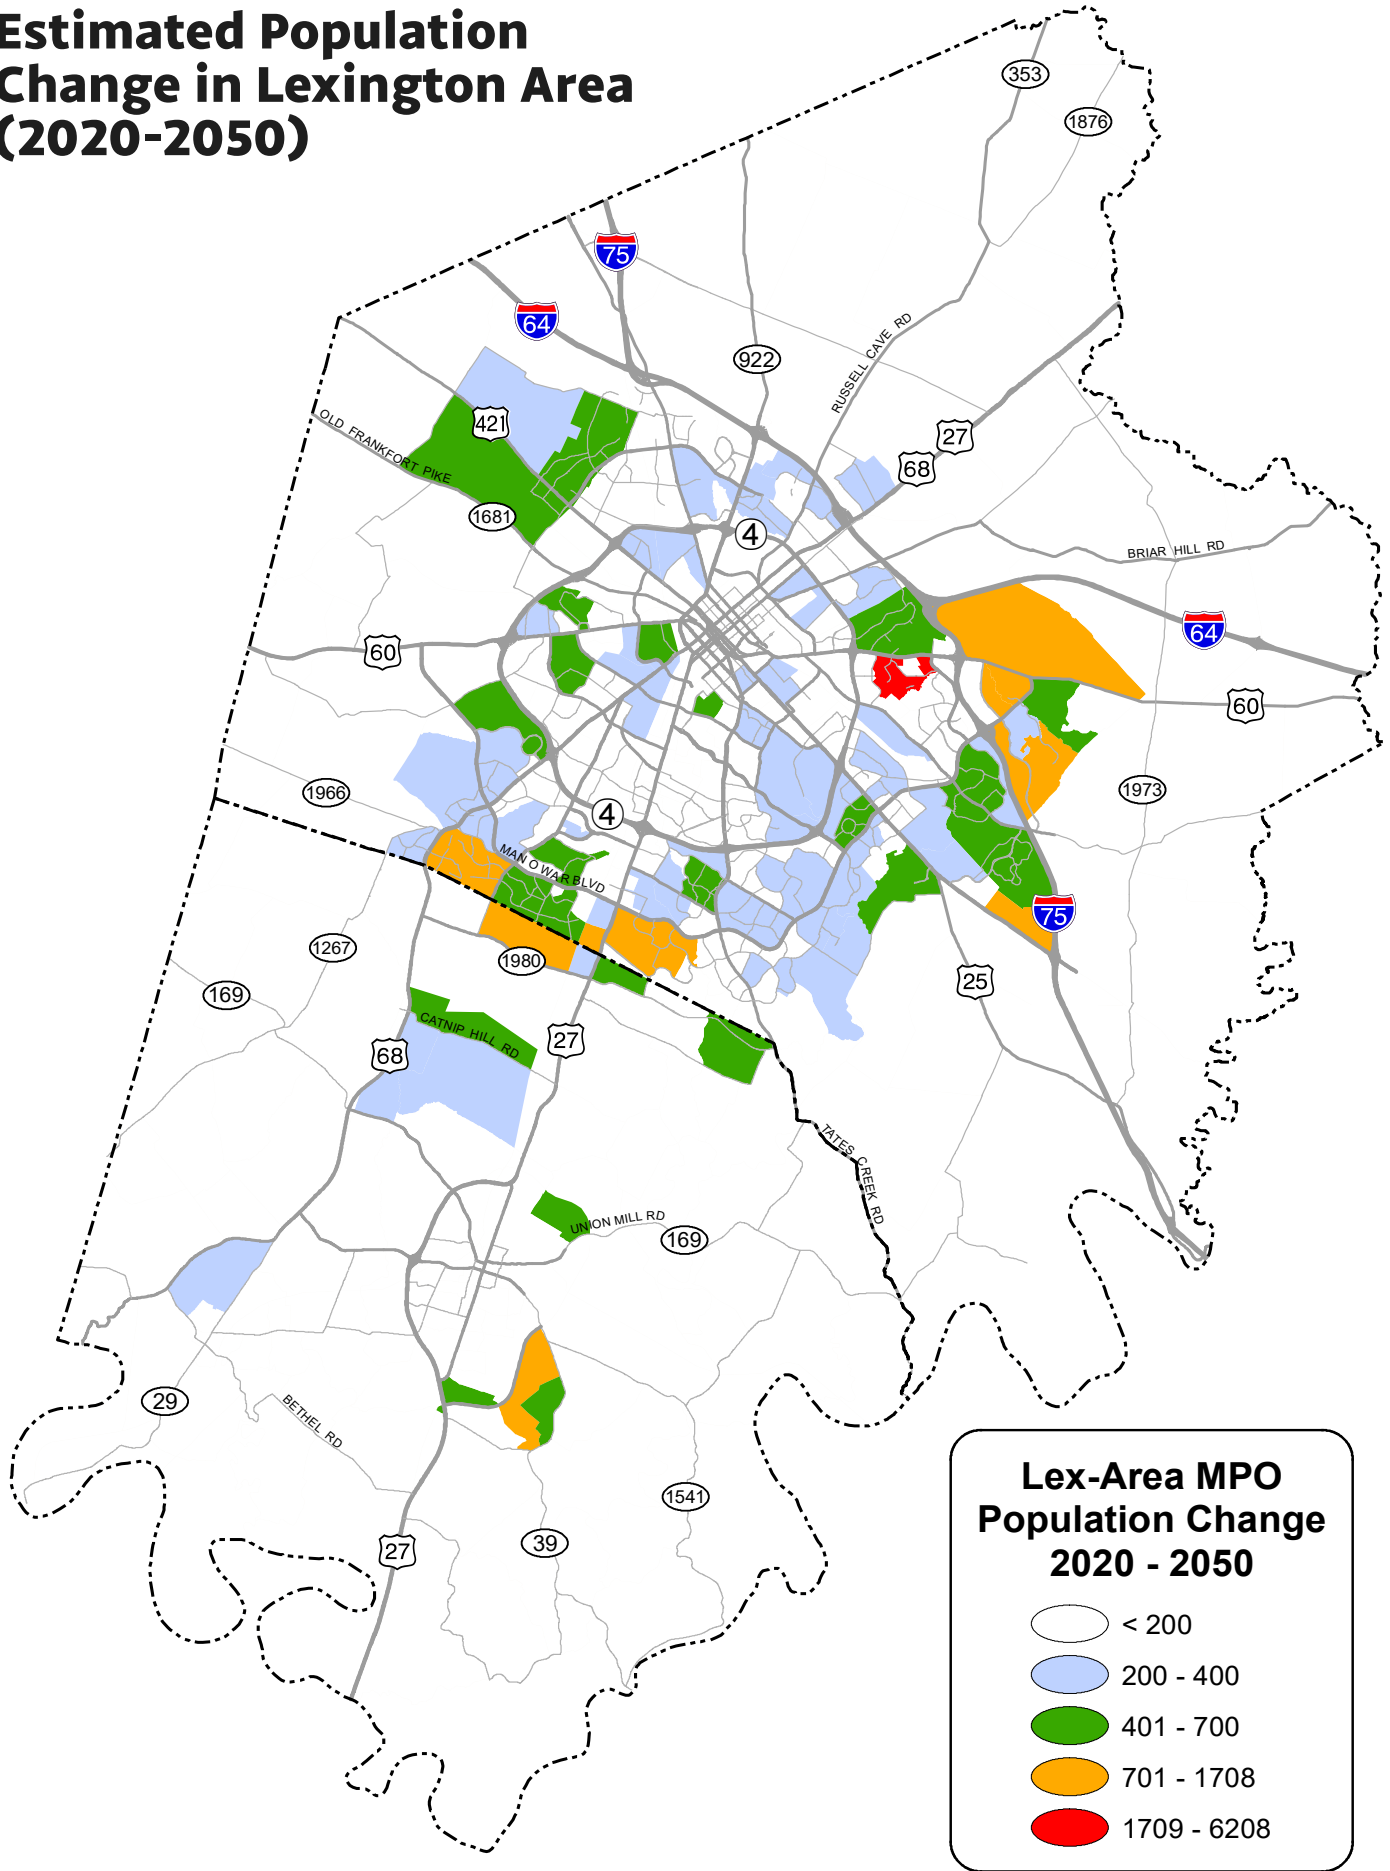 Estimated Population
Change in Lexington Area
(2020-2050)
353
1876
75
64
922
RUSSELL CAVE RD
421
27
68
OLD FRANKFORT PIKE
1681
4
BRIAR HILL RD
64
60
60
1966
1973
4
MAN O WAR BLVD
75
1267
1980
169
25
CATNIP HILL RD
27
68
TATES CREEK RD
UNION MILL RD
169
29
BETHEL RD
1541
39
27
Lex-Area MPO
Population Change
2020 - 2050
< 200
200 - 400
401 - 700
701 - 1708
1709 - 6208